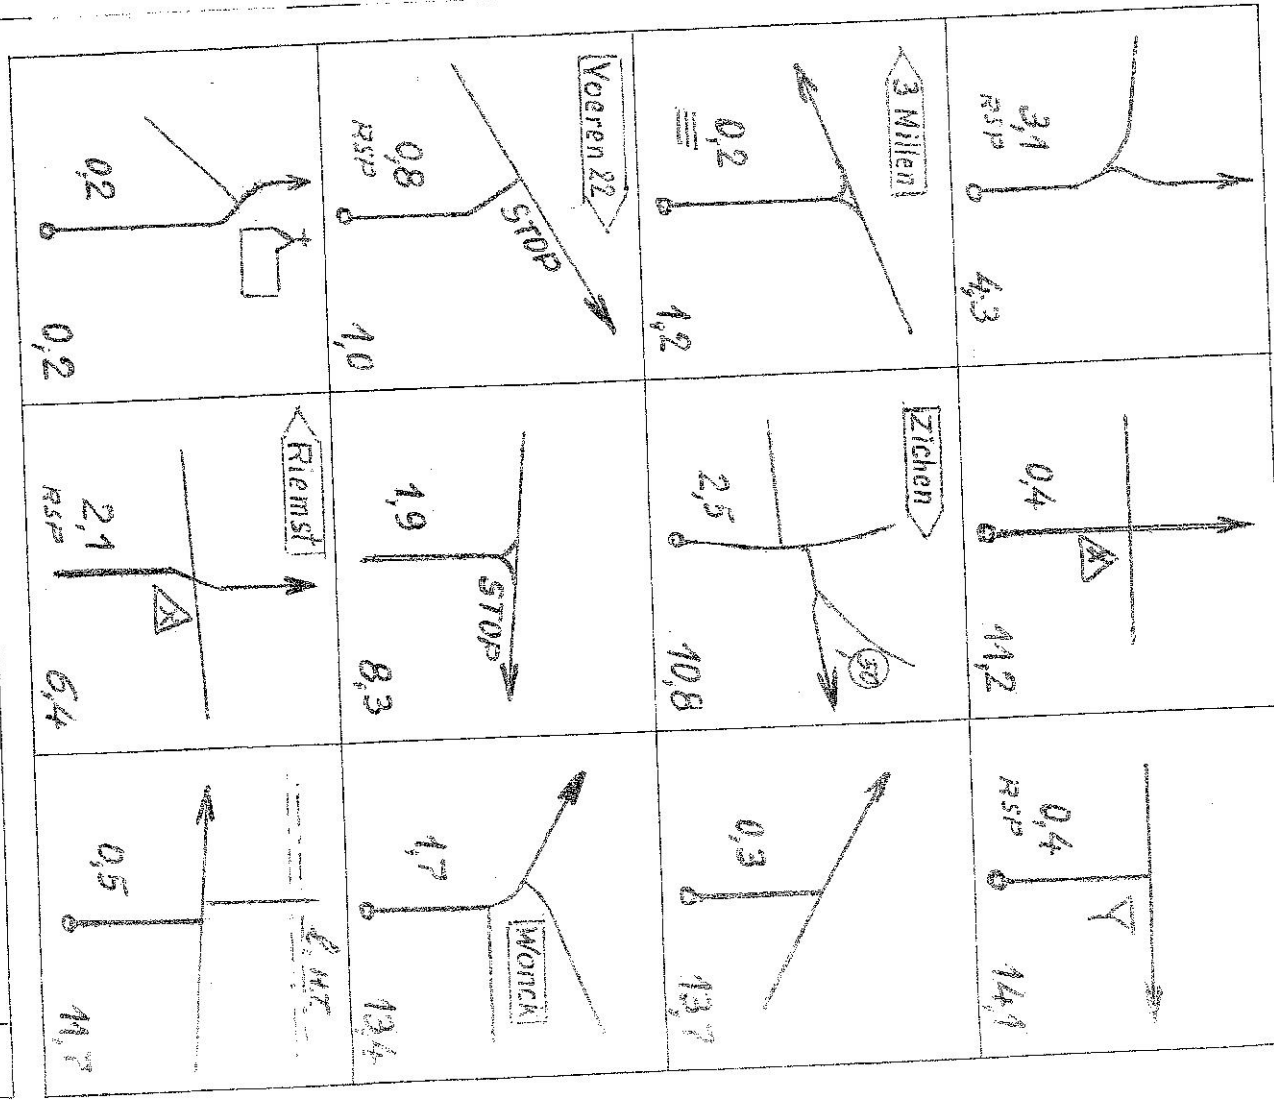 0,2
0,2
Voeren 22
0,8
RSP
STOP
1,0
3 Millen
0,2
1,2
3,1
RSP
4,3
Riemst
2,1
RSP
6,4
1,9
STOP
8,3
Zichen
2,5
50
10,8
0,4
11,2
H.T.
0,5
11,7
1,7
Wonck
13,4
0,3
13,7
0,4
RSP
14,1